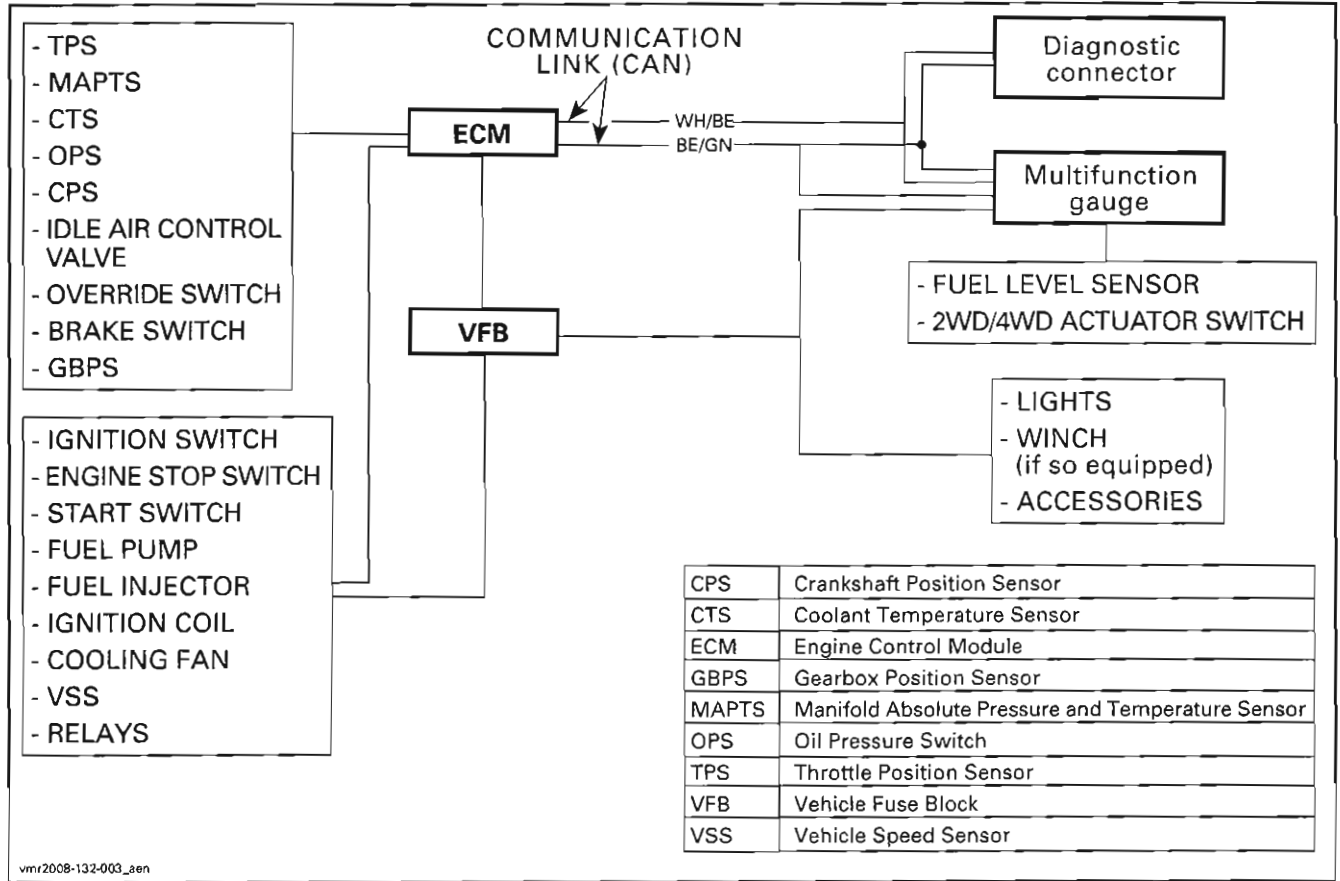 - TPS
- MAPTS
- CTS
- OPS
- CPS
- IDLE AIR CONTROL
VALVE
- OVERRIDE SWITCH
- BRAKE SWITCH
- GBPS
- IGNITION SWITCH
- ENGINE STOP SWITCH
- START SWITCH
- FUEL PUMP
- FUEL INJECTOR
- IGNITION COIL
- COOLING FAN
- VSS
- RELAYS
COMMUNICATION
LINK (CAN)
ECM
WH/BE
BE/GN
VFB
Diagnostic
connector
Multifunction
gauge
- FUEL LEVEL SENSOR
- 2WD/4WD ACTUATOR SWITCH
- LIGHTS
- WINCH
(if so equipped)
- ACCESSORIES
CPS Crankshaft Position Sensor
CTS Coolant Temperature Sensor
ECM Engine Control Module
GBPS Gearbox Position Sensor
MAPTS Manifold Absolute Pressure and Temperature Sensor
OPS Oil Pressure Switch
TPS Throttle Position Sensor
VFB Vehicle Fuse Block
VSS Vehicle Speed Sensor
vmr2008-132-003_aen